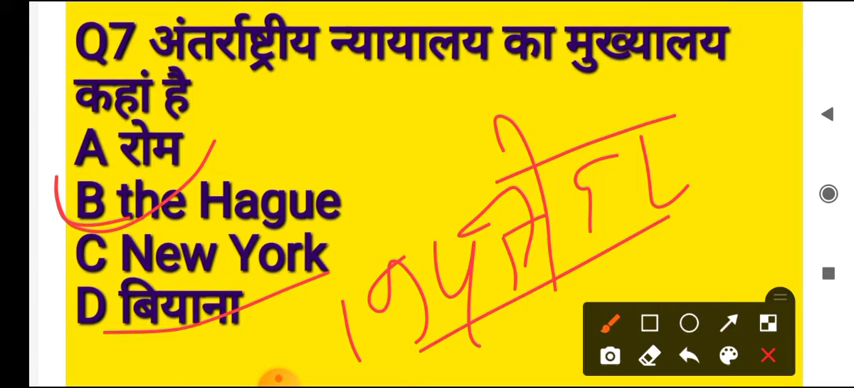 Q7 अंतर्राष्ट्रीय न्यायालय का मुख्यालय
कहां है
A रोम
B the Hague
C New York
D बियाना